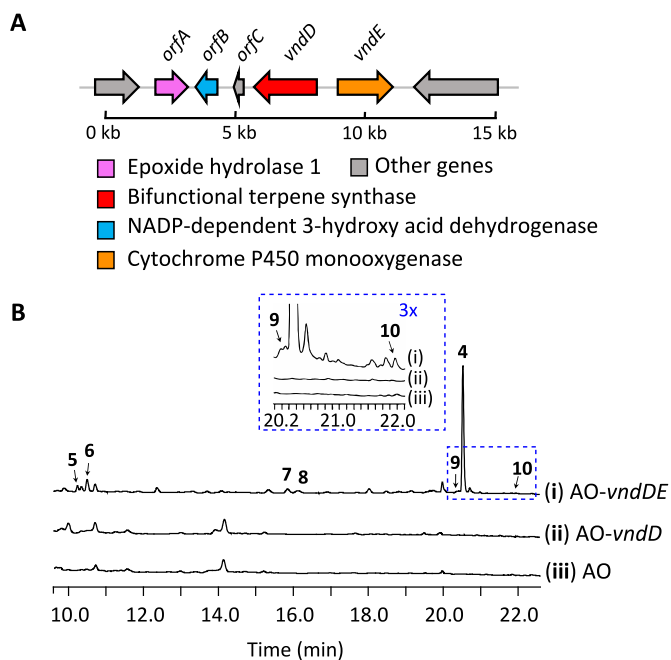 A
orfA orfB orfC vndD vndE
0 kb 5 kb 10 kb 15 kb
Epoxide hydrolase 1 Other genes
Bifunctional terpene synthase
NADP-dependent 3-hydroxy acid dehydrogenase
Cytochrome P450 monooxygenase
B
3x
9 10
(i)
(ii)
(iii)
20.2 21.0 22.0
4
5 6 7 8 9 10
(i) AO-vndDE
(ii) AO-vndD
(iii) AO
10.0 12.0 14.0 16.0 18.0 20.0 22.0
Time (min)